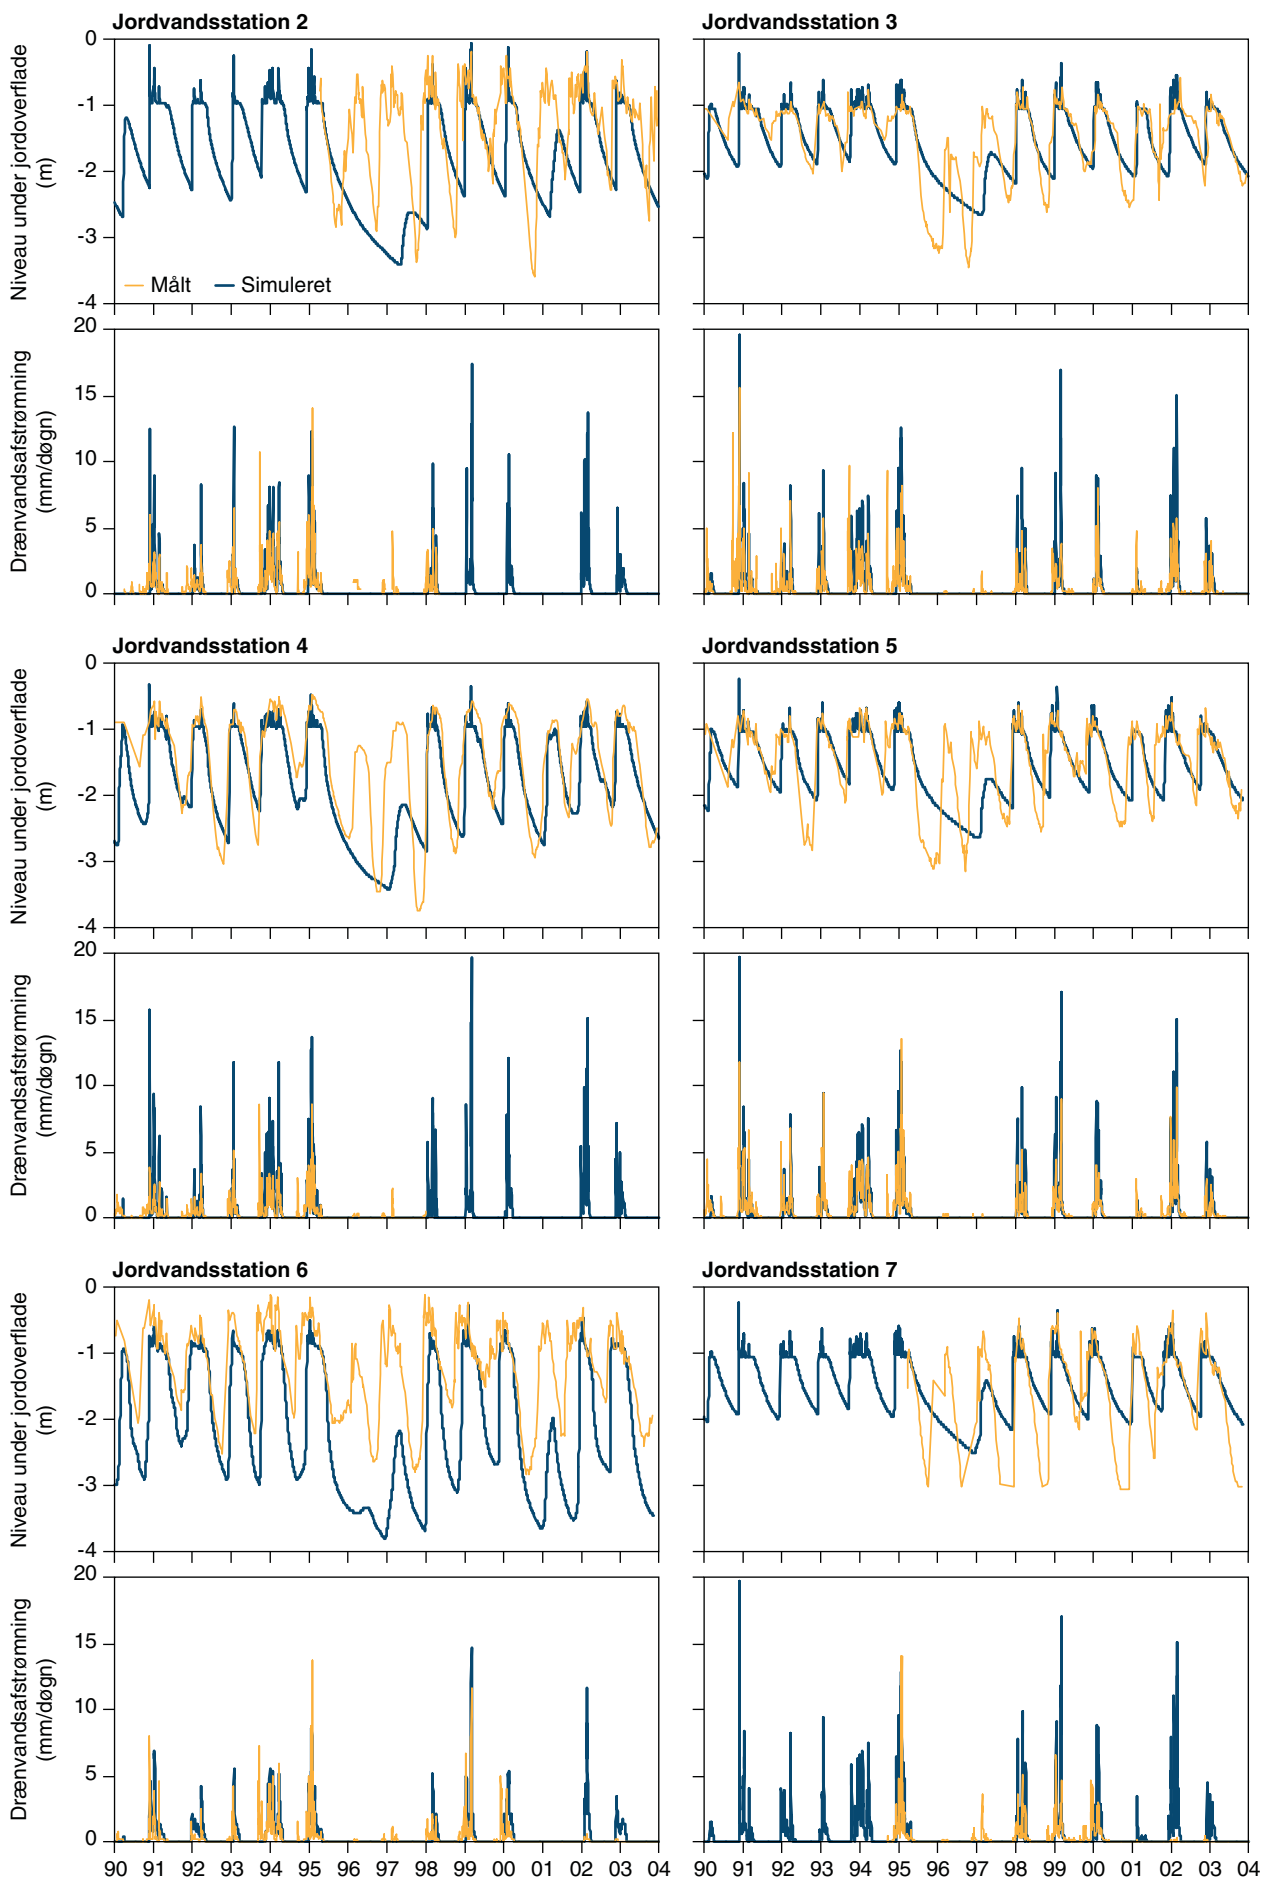 Jordvandsstation 2
Jordvandsstation 3
Niveau under jordoverflade
(m)
0
-1
-2
-3
-4
Målt
Simuleret
Drænvandsafstrømning
(mm/døgn)
20
15
10
5
0
Jordvandsstation 4
Jordvandsstation 5
Niveau under jordoverflade
(m)
0
-1
-2
-3
-4
Drænvandsafstrømning
(mm/døgn)
20
15
10
5
0
Jordvandsstation 6
Jordvandsstation 7
Niveau under jordoverflade
(m)
0
-1
-2
-3
-4
Drænvandsafstrømning
(mm/døgn)
20
15
10
5
0
90 91 92 93 94 95 96 97 98 99 00 01 02 03 04
90 91 92 93 94 95 96 97 98 99 00 02 02 03 04